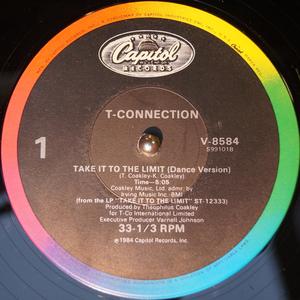 Capitol
RECORDS
T-CONNECTION
1
V-8584
S991018
TAKE IT TO THE LIMIT (Dance Version)
(T. Coakley-K. Coakley)
Time—8:05
Coakley Music, Ltd. admr. by
Irving Music Inc. BMI
(from the LP "TAKE IT TO THE LIMIT" ST-12333)
Produced by Theophilus Coakley
for T-Co International Limited
Executive Producer Varnell Johnson
33-1/3 RPM
℗1984 Capitol Records, Inc.